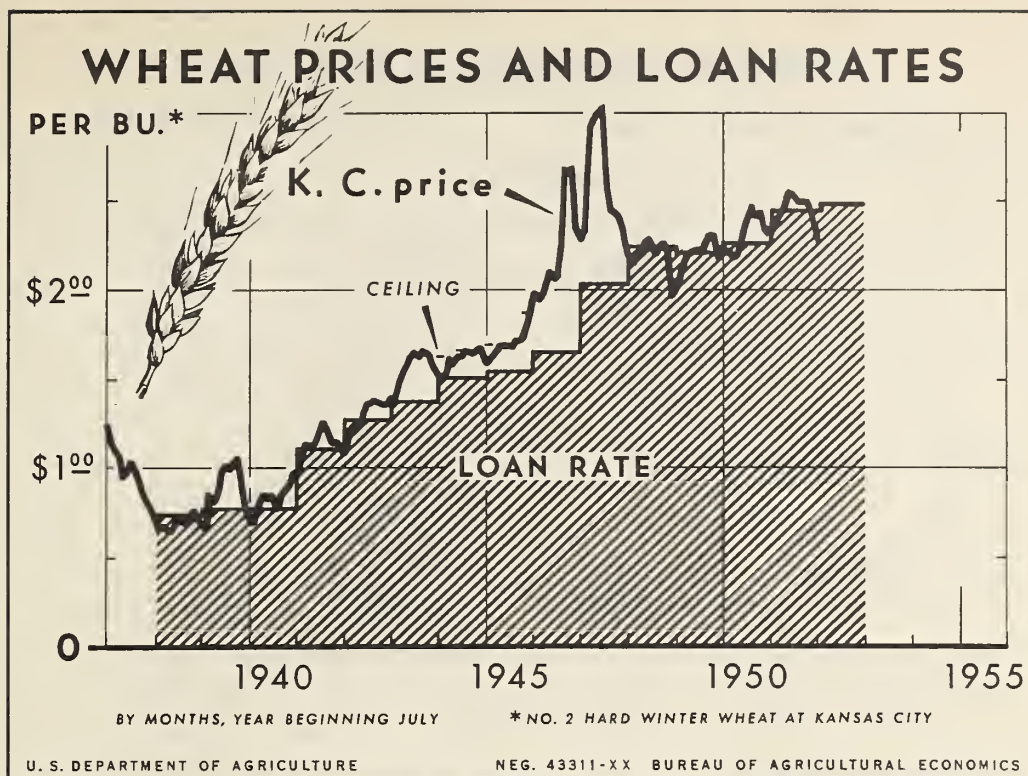 WHEAT PRICES AND LOAN RATES
PER BU.*
K. C. price
$2⁰⁰
CEILING
$1⁰⁰
LOAN RATE
0
1940 1945 1950 1955
BY MONTHS, YEAR BEGINNING JULY *NO. 2 HARD WINTER WHEAT AT KANSAS CITY
U. S. DEPARTMENT OF AGRICULTURE NEG. 43311-XX BUREAU OF AGRICULTURAL ECONOMICS